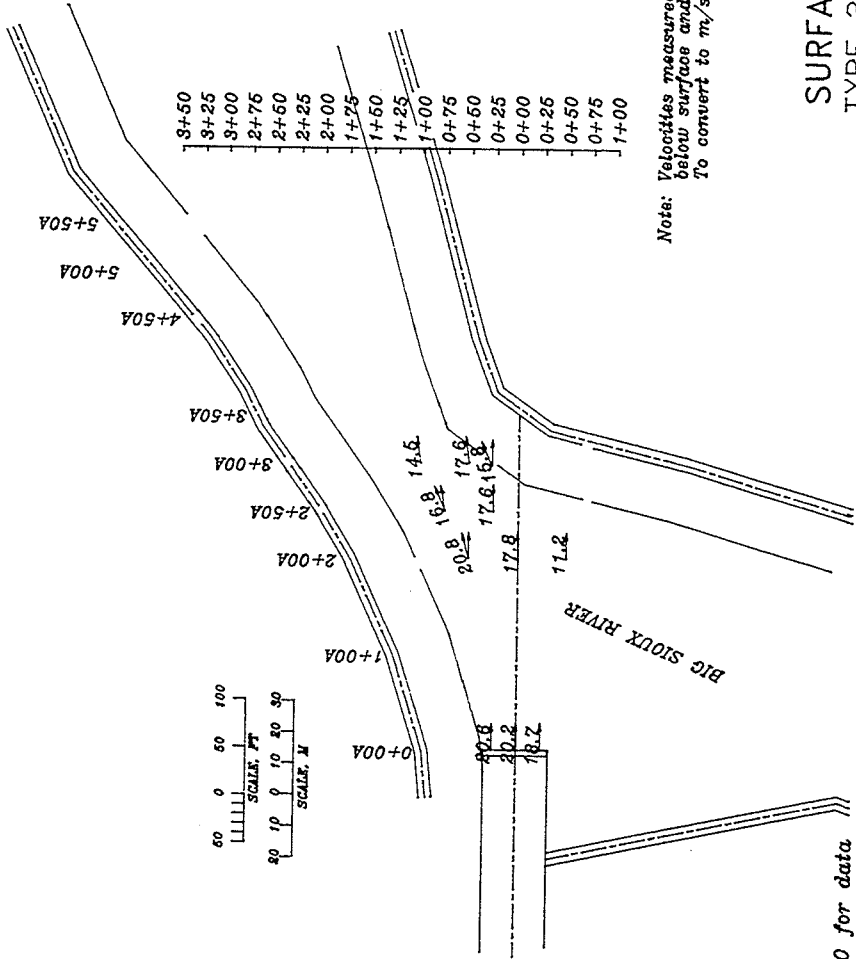 5+50A
5+00A
4+50A
3+50A
3+00A
2+50A
2+00A
1+00A
0+00A
3+50
3+25
3+00
2+75
2+50
2+25
2+00
1+75
1+50
1+25
1+00
0+75
0+50
0+25
0+00
0+25
0+50
0+75
1+00
50 0 50 100
SCALE, FT
20 10 0 10 20 30
SCALE, M
14.5
16.8
17.6
15.8
17.6
20.8
17.8
11.2
20.6
20.2
18.7
BIG SIOUX RIVER
Note: Velocities measured
below surface and
To convert to m/s
SURFA
TYPE
0 for data